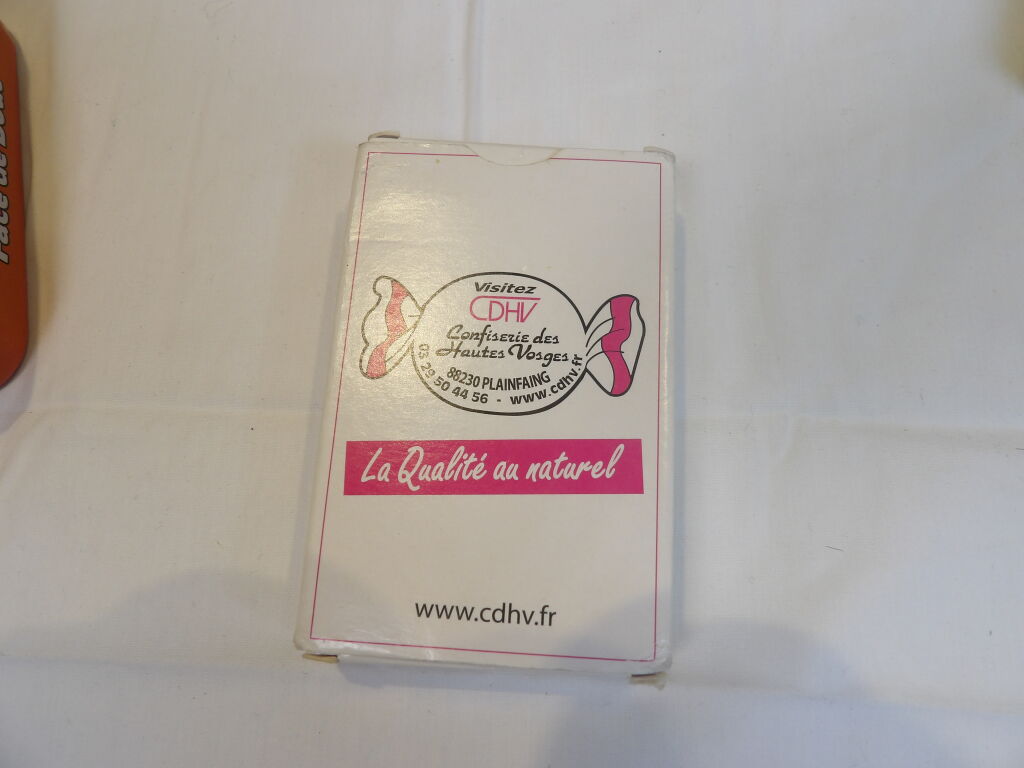 Visitez
CDHV
Confiserie des
Hautes Vosges
88230 PLAINFAING
03 29 50 44 56 - www.cdhv.fr
La Qualité au naturel
www.cdhv.fr